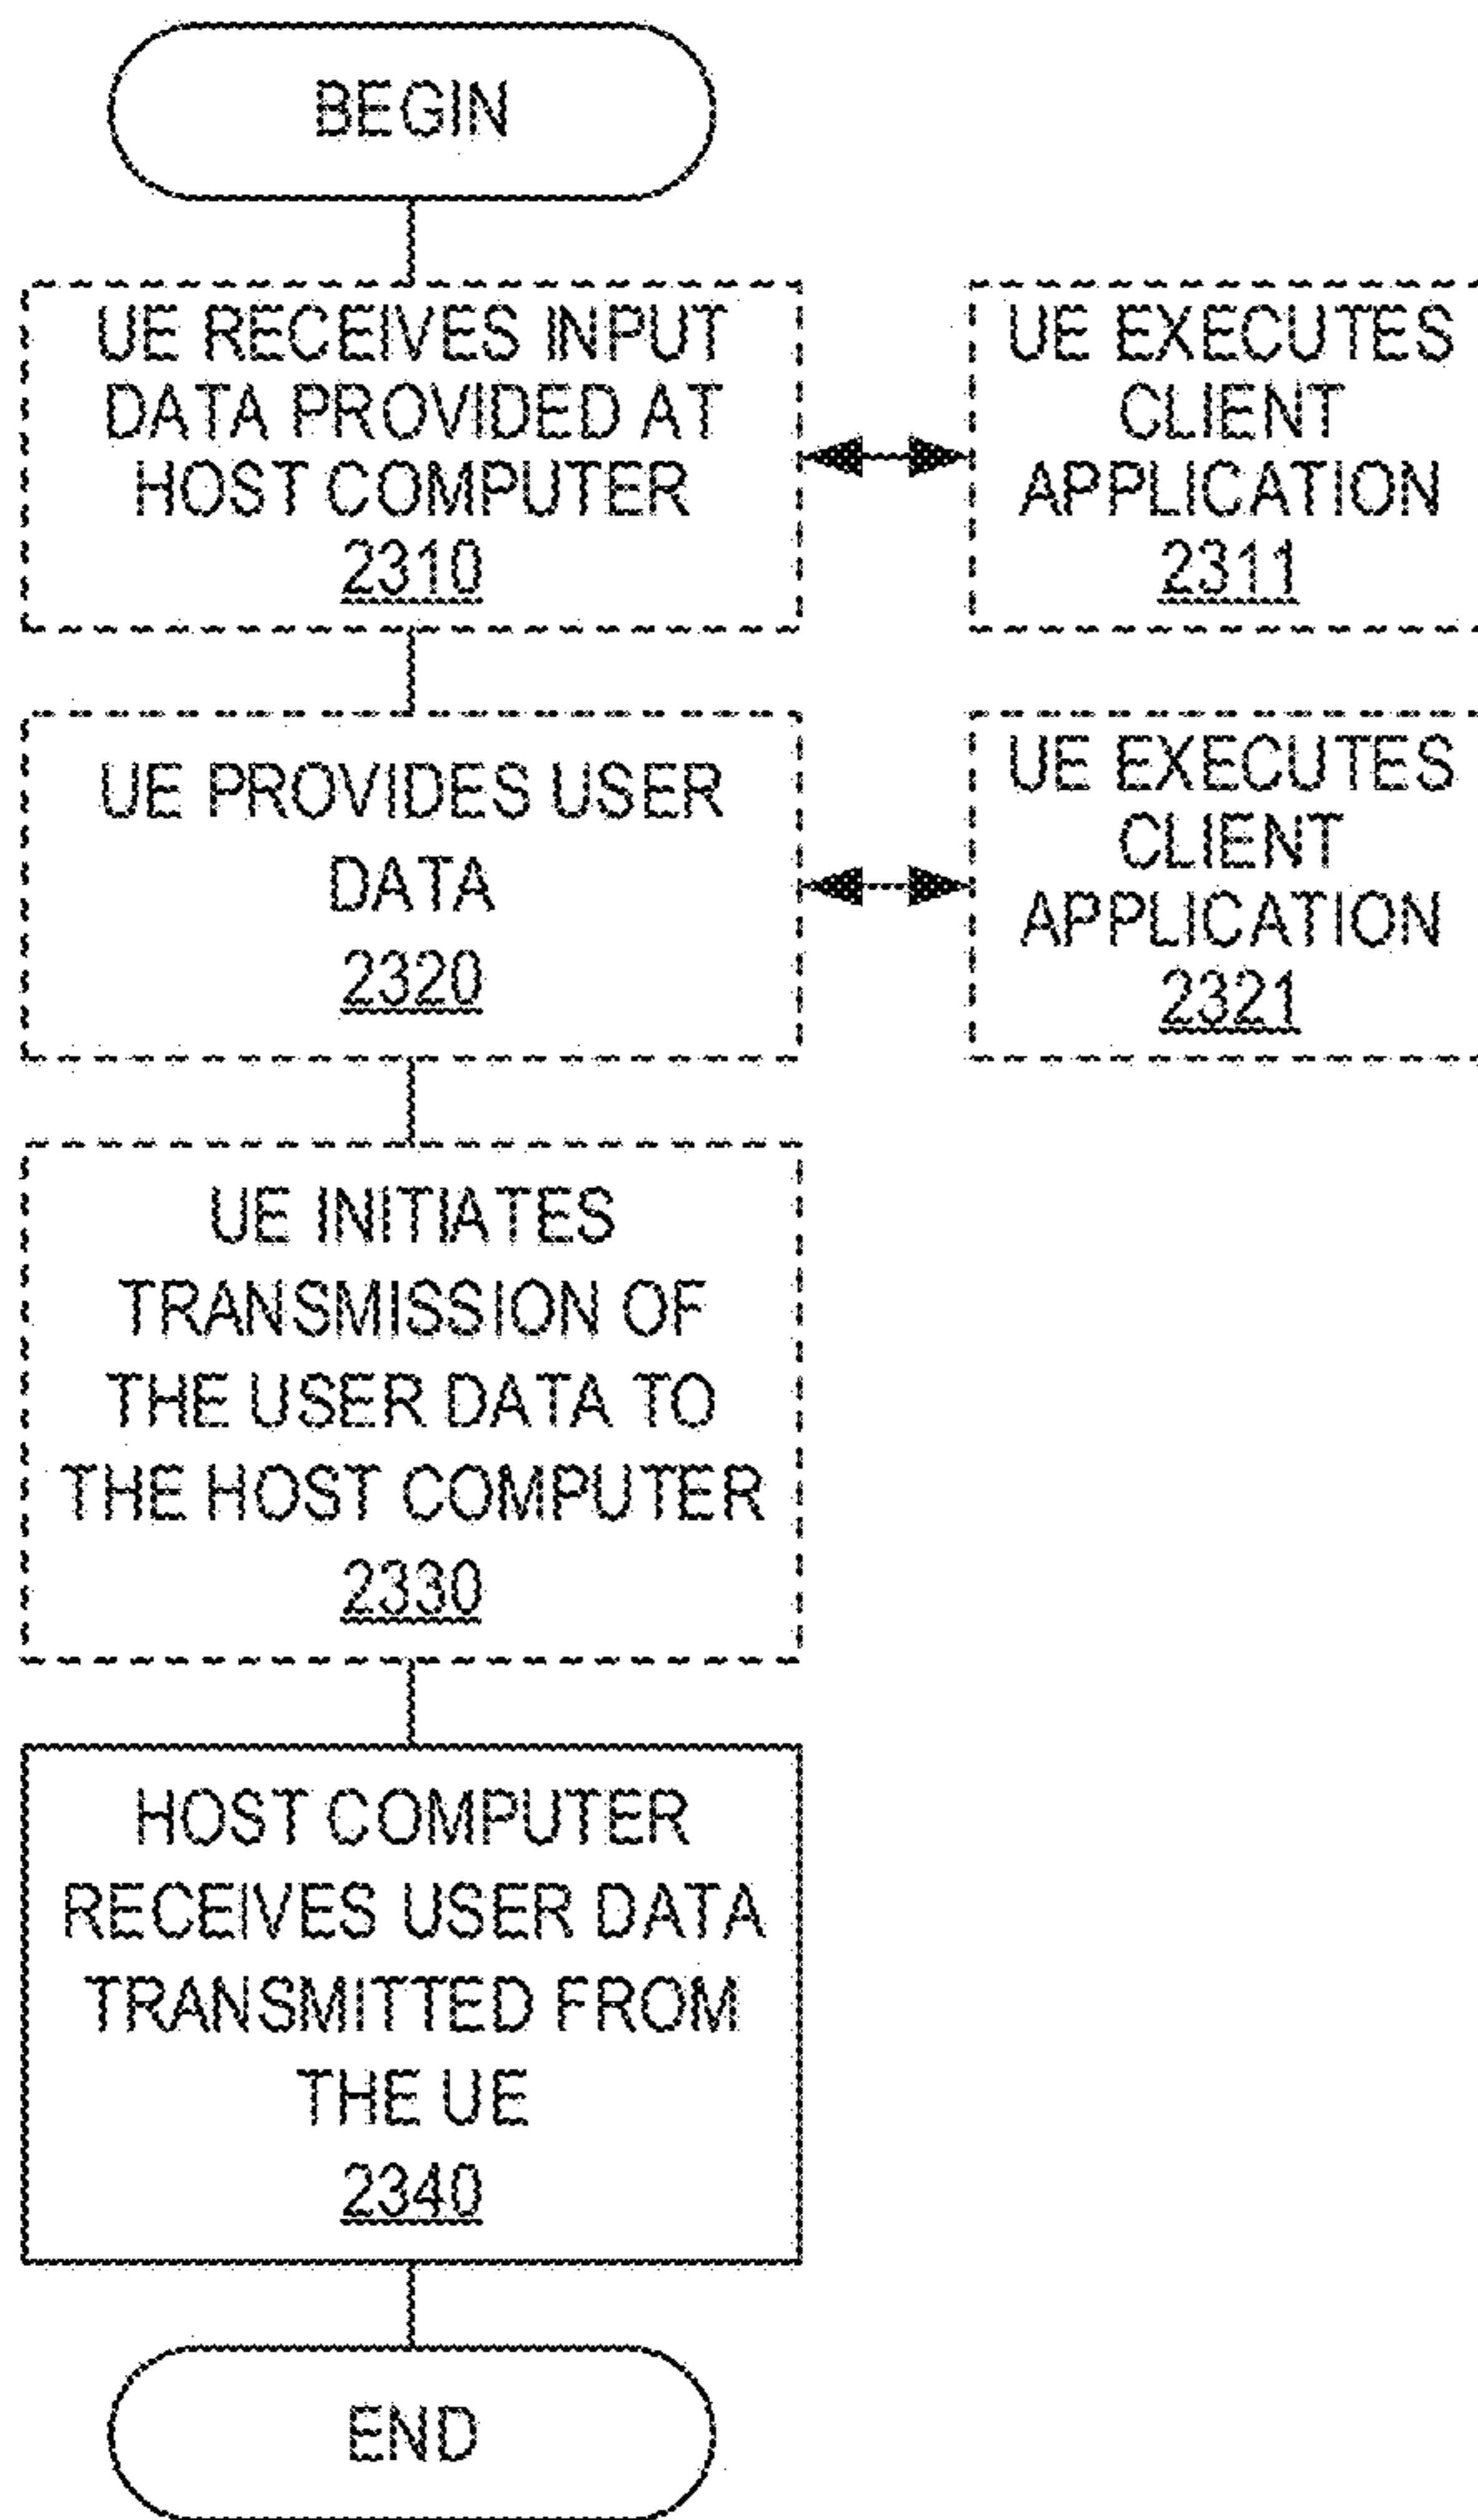 BEGIN
UE RECEIVES INPUT
DATA PROVIDED AT
HOST COMPUTER
2310
UE EXECUTES
CLIENT
APPLICATION
2311
UE PROVIDES USER
DATA
2320
UE EXECUTES
CLIENT
APPLICATION
2321
UE INITIATES
TRANSMISSION OF
THE USER DATA TO
THE HOST COMPUTER
2330
HOST COMPUTER
RECEIVES USER DATA
TRANSMITTED FROM
THE UE
2340
END